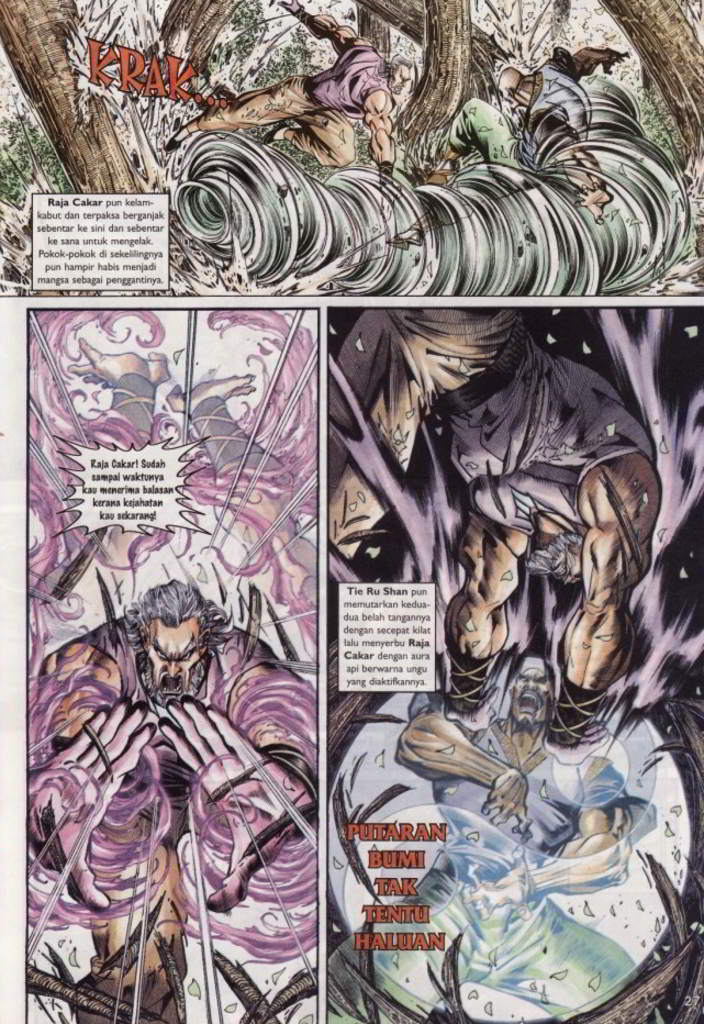 KRAK...
Raja Cakar pun kelam-
kabut dan terpaksa berganjak
sebentar ke sini dan sebentar
ke sana untuk mengelak.
Pokok-pokok di sekelilingnya
pun hampir habis menjadi
mangsa sebagai penggantinya.
Raja Cakar! Sudah
sampai waktunya
kau menerima balasan
kerana kejahatan
kau sekarang!
Tie Ru Shan pun
memutarkan kedua-
dua belah tangannya
dengan secepat kilat
lalu menyerbu Raja
Cakar dengan aura
api berwarna ungu
yang diaktifkannya.
PUTARAN
BUMI
TAK
TENTU
HALUAN
27